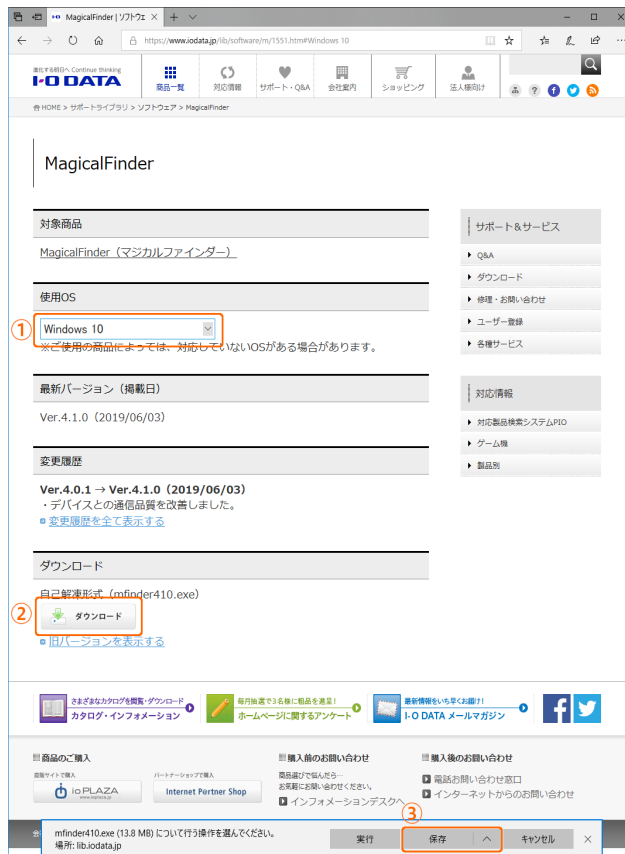 MagicalFinder | ソフトウエ
https://www.iodata.jp/lib/software/m/1551.htm#Windows 10
進化する明日へ Continue thinking
I-O DATA
商品一覧
対応情報
サポート・Q&A
会社案内
ショッピング
法人様向け
HOME > サポートライブラリ > ソフトウエア > MagicalFinder
MagicalFinder
対象商品
MagicalFinder（マジカルファインダー）
使用OS
①
Windows 10
※ご使用の商品によっては、対応していないOSがある場合があります。
最新バージョン（掲載日）
Ver.4.1.0（2019/06/03）
変更履歴
Ver.4.0.1 → Ver.4.1.0（2019/06/03）
・デバイスとの通信品質を改善しました。
変更履歴を全て表示する
ダウンロード
自己解凍形式（mfinder410.exe）
②
ダウンロード
旧バージョンを表示する
サポート&サービス
Q&A
ダウンロード
修理・お問い合わせ
ユーザー登録
各種サービス
対応情報
対応製品検索システムPIO
ゲーム機
製品別
さまざまなカタログを閲覧・ダウンロード
カタログ・インフォメーション
毎月抽選で3名様に粗品を進呈!
ホームページに関するアンケート
最新情報をいち早くお届け!
I-O DATA メールマガジン
商品のご購入
直販サイトで購入
ioPLAZA
www.ioplaza.jp
パートナーショップで購入
Internet Partner Shop
購入前のお問い合わせ
商品選びで悩んだら…
お気軽にお問い合わせください。
インフォメーションデスクへ
購入後のお問い合わせ
電話お問い合わせ窓口
インターネットからのお問い合わせ
③
mfinder410.exe (13.8 MB) について行う操作を選んでください。
場所: lib.iodata.jp
実行
保存
キャンセル